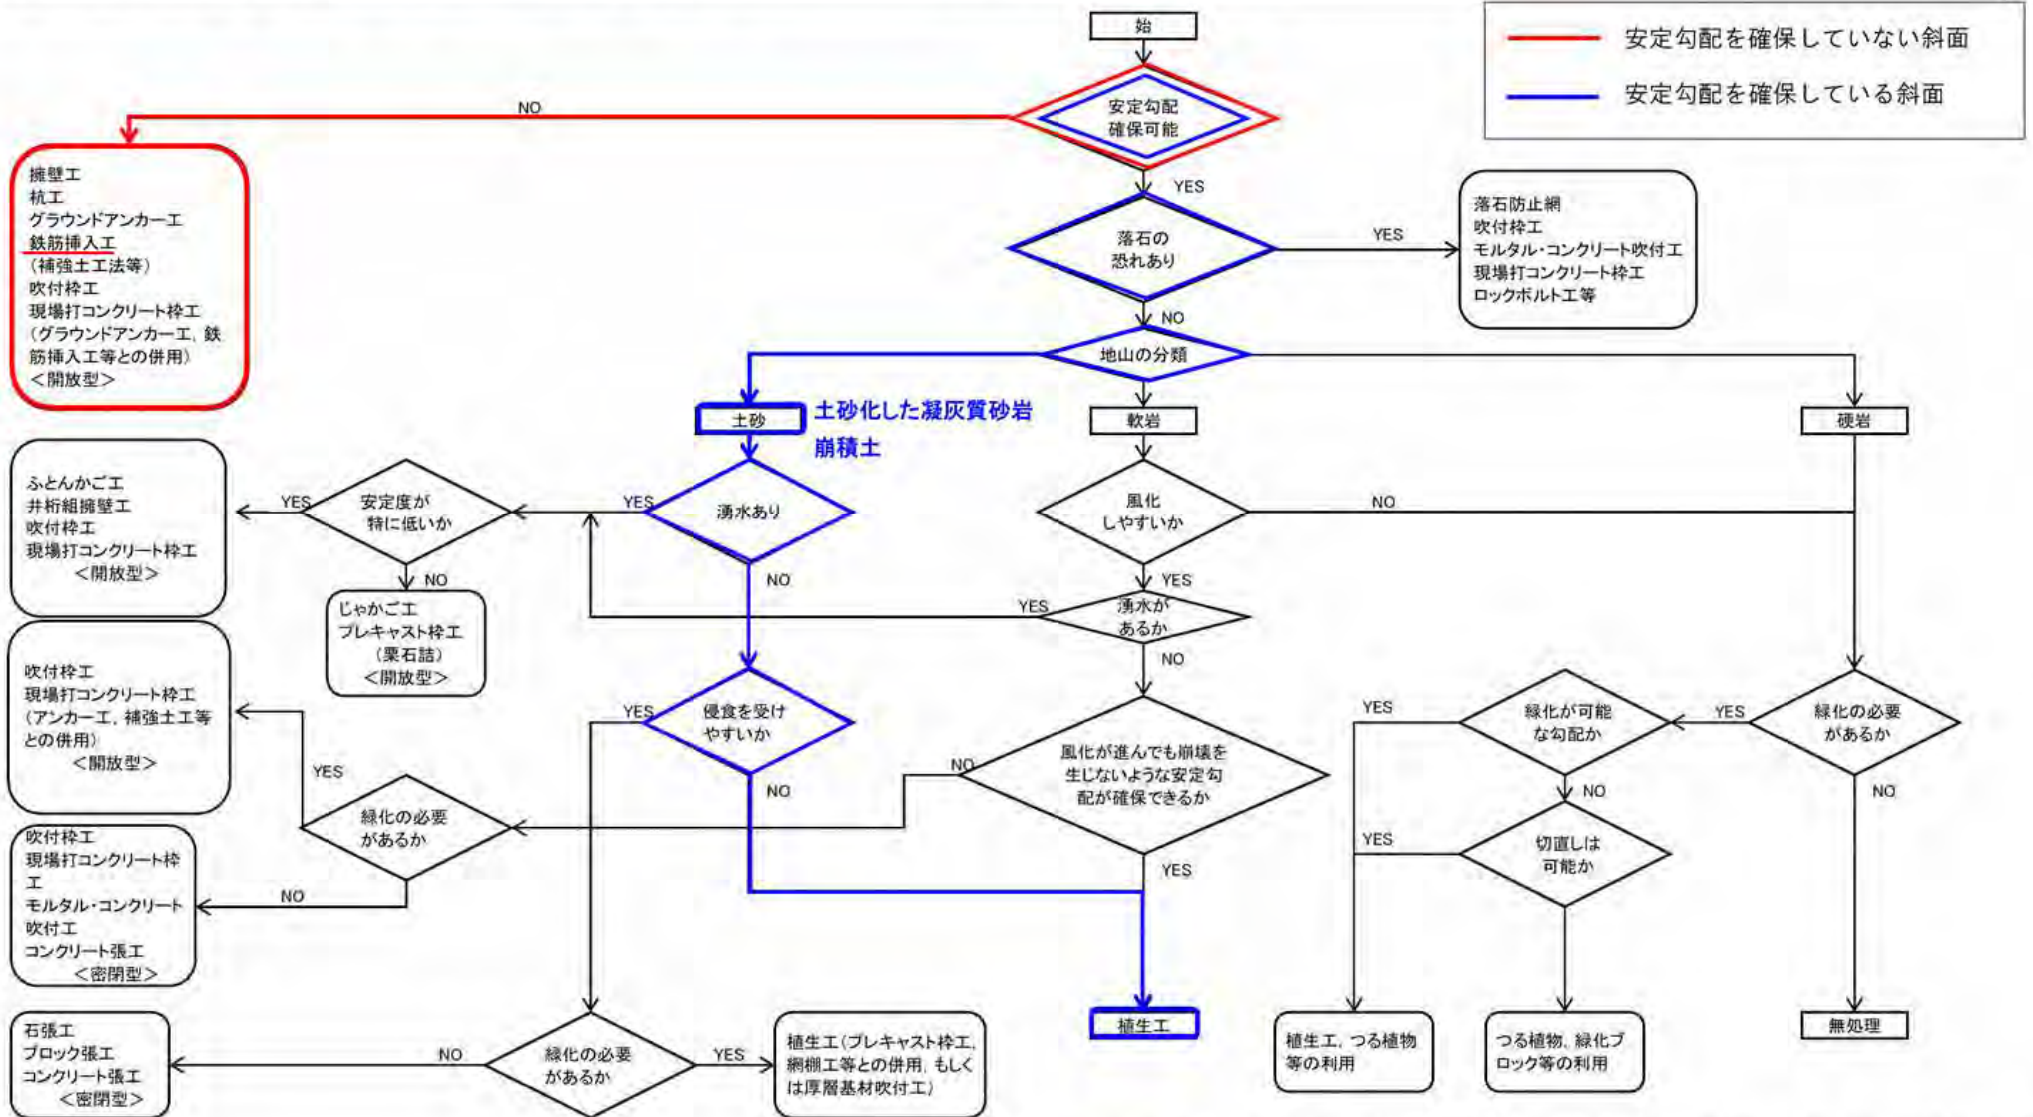 始
安定勾配を確保していない斜面
安定勾配を確保している斜面
安定勾配
確保可能
NO
YES
擁壁工
杭工
グラウンドアンカー工
鉄筋挿入工
(補強土工法等)
吹付枠工
現場打コンクリート枠工
(グラウンドアンカー工, 鉄
筋挿入工等との併用)
<開放型>
落石の
恐れあり
YES
NO
落石防止網
吹付枠工
モルタル・コンクリート吹付工
現場打コンクリート枠工
ロックボルト工等
地山の分類
土砂
土砂化した凝灰質砂岩
崩積土
軟岩
硬岩
ふとんかご工
井桁組擁壁工
吹付枠工
現場打コンクリート枠工
<開放型>
YES
安定度が
特に低いか
NO
YES
湧水あり
NO
風化
しやすいか
NO
YES
じゃかご工
プレキャスト枠工
(栗石詰)
<開放型>
YES
湧水が
あるか
NO
吹付枠工
現場打コンクリート枠工
(アンカー工, 補強土工等
との併用)
<開放型>
YES
緑化の必要
があるか
NO
YES
侵食を受け
やすいか
NO
NO
風化が進んでも崩壊を
生じないような安定勾
配が確保できるか
YES
YES
緑化が可能
な勾配か
NO
YES
緑化の必要
があるか
NO
YES
切直しは
可能か
吹付枠工
現場打コンクリート枠
工
モルタル・コンクリート
吹付工
コンクリート張工
<密閉型>
石張工
ブロック張工
コンクリート張工
<密閉型>
NO
緑化の必要
があるか
YES
植生工(プレキャスト枠工,
網柵工等との併用, もしく
は厚層基材吹付工)
植生工
植生工, つる植物
等の利用
つる植物, 緑化ブ
ロック等の利用
無処理